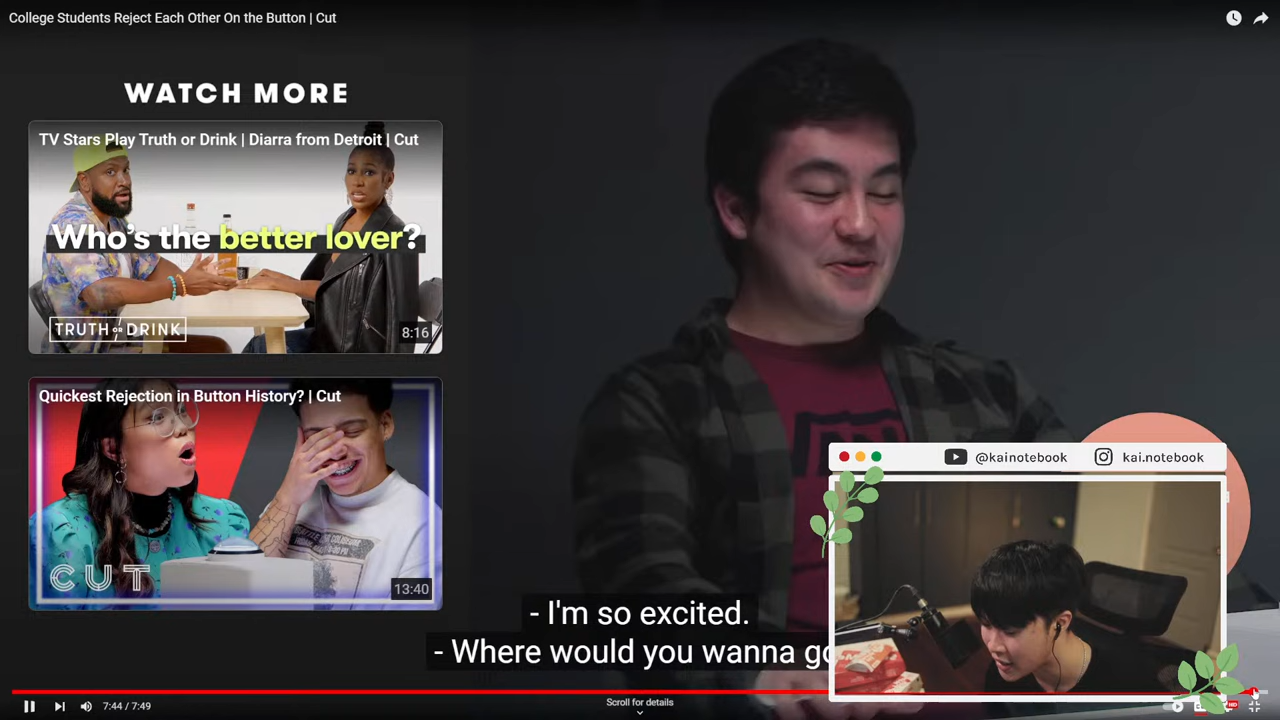 College Students Reject Each Other On the Button | Cut
WATCH MORE
TV Stars Play Truth or Drink | Diarra from Detroit | Cut
Who's the better lover?
TRUTH OR DRINK
8:16
Quickest Rejection in Button History? | Cut
CUT
13:40
@kainotebook
kai.notebook
- I'm so excited.
- Where would you wanna go
7:44 / 7:49
Scroll for details
HD